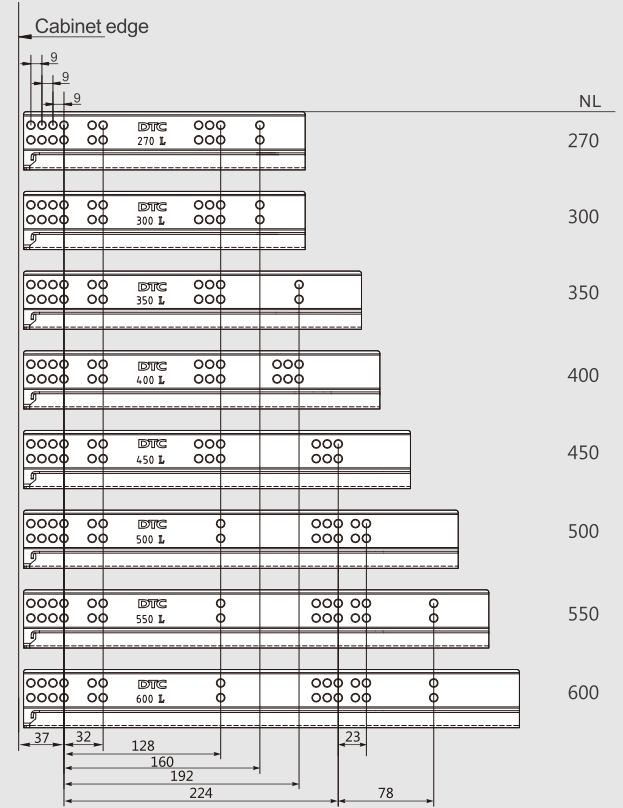 Cabinet edge
9
9
9
NL
DTC
270 L
270
DTC
300 L
300
DTC
350 L
350
DTC
400 L
400
DTC
450 L
450
DTC
500 L
500
DTC
550 L
550
DTC
600 L
600
37 32 23
128
160
192
224 78